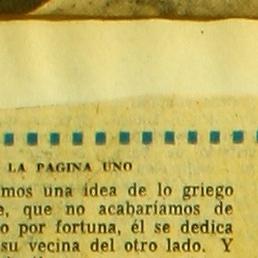 LA PAGINA UNO
mos una idea de lo griego
que no acabaríamos de
o por fortuna, él se dedica
su vecina del otro lado. Y